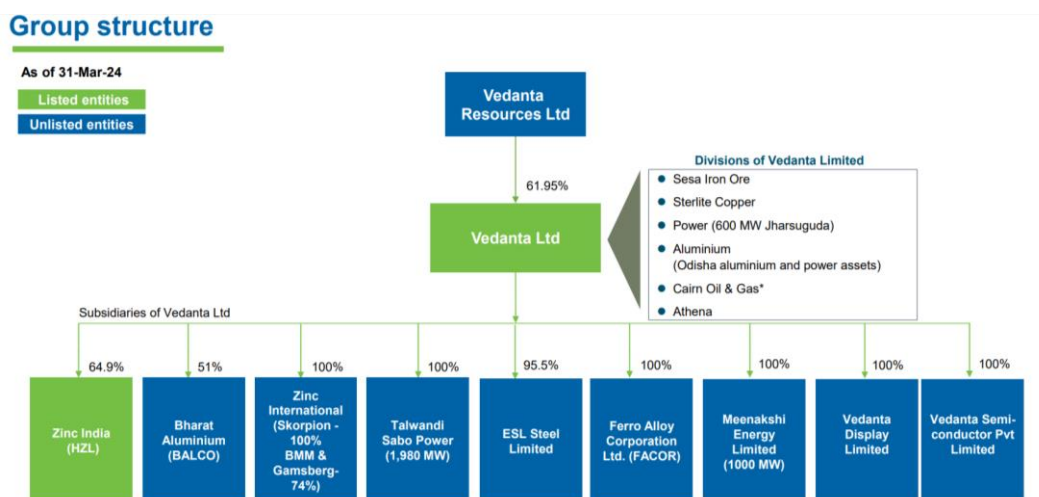 Group structure
As of 31-Mar-24
Listed entities
Unlisted entities
Vedanta
Resources Ltd
61.95%
Vedanta Ltd
Divisions of Vedanta Limited
Sesa Iron Ore
Sterlite Copper
Power (600 MW Jharsuguda)
Aluminium
(Odisha aluminium and power assets)
Cairn Oil & Gas*
Athena
Subsidiaries of Vedanta Ltd
64.9%
Zinc India
(HZL)
51%
Bharat
Aluminium
(BALCO)
100%
Zinc
International
(Skorpion -
100%
BMM &
Gamsberg-
74%)
100%
Talwandi
Sabo Power
(1,980 MW)
95.5%
ESL Steel
Limited
100%
Ferro Alloy
Corporation
Ltd. (FACOR)
100%
Meenakshi
Energy
Limited
(1000 MW)
100%
Vedanta
Display
Limited
100%
Vedanta Semi-
conductor Pvt
Limited